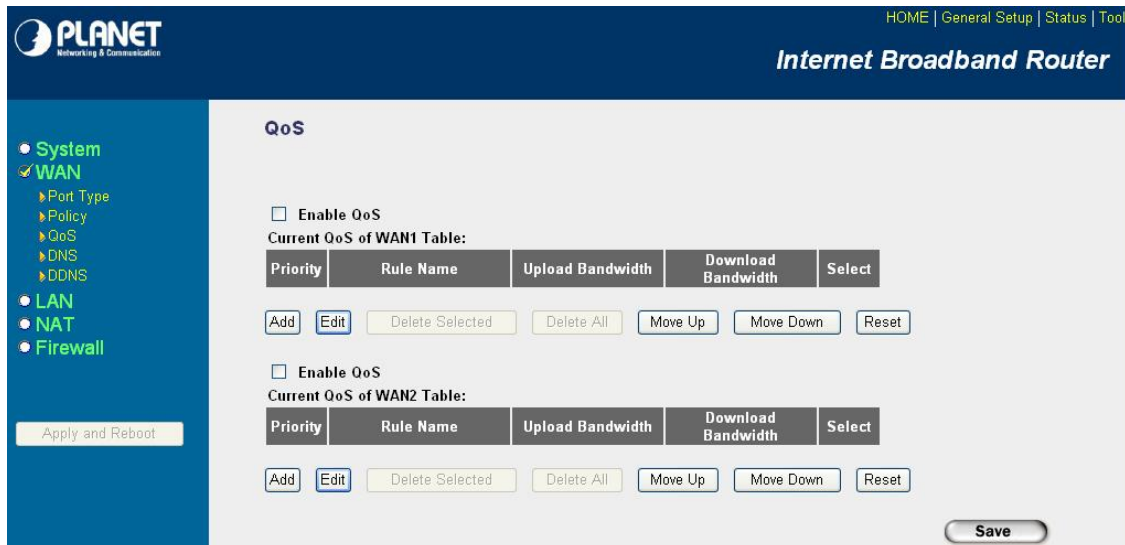 PLANET
Networking & Communication
HOME | General Setup | Status | Tool
Internet Broadband Router
System
WAN
Port Type
Policy
QoS
DNS
DDNS
LAN
NAT
Firewall
Apply and Reboot
QoS
Enable QoS
Current QoS of WAN1 Table:
Priority Rule Name Upload Bandwidth Download Bandwidth Select
Add Edit Delete Selected Delete All Move Up Move Down Reset
Enable QoS
Current QoS of WAN2 Table:
Priority Rule Name Upload Bandwidth Download Bandwidth Select
Add Edit Delete Selected Delete All Move Up Move Down Reset
Save